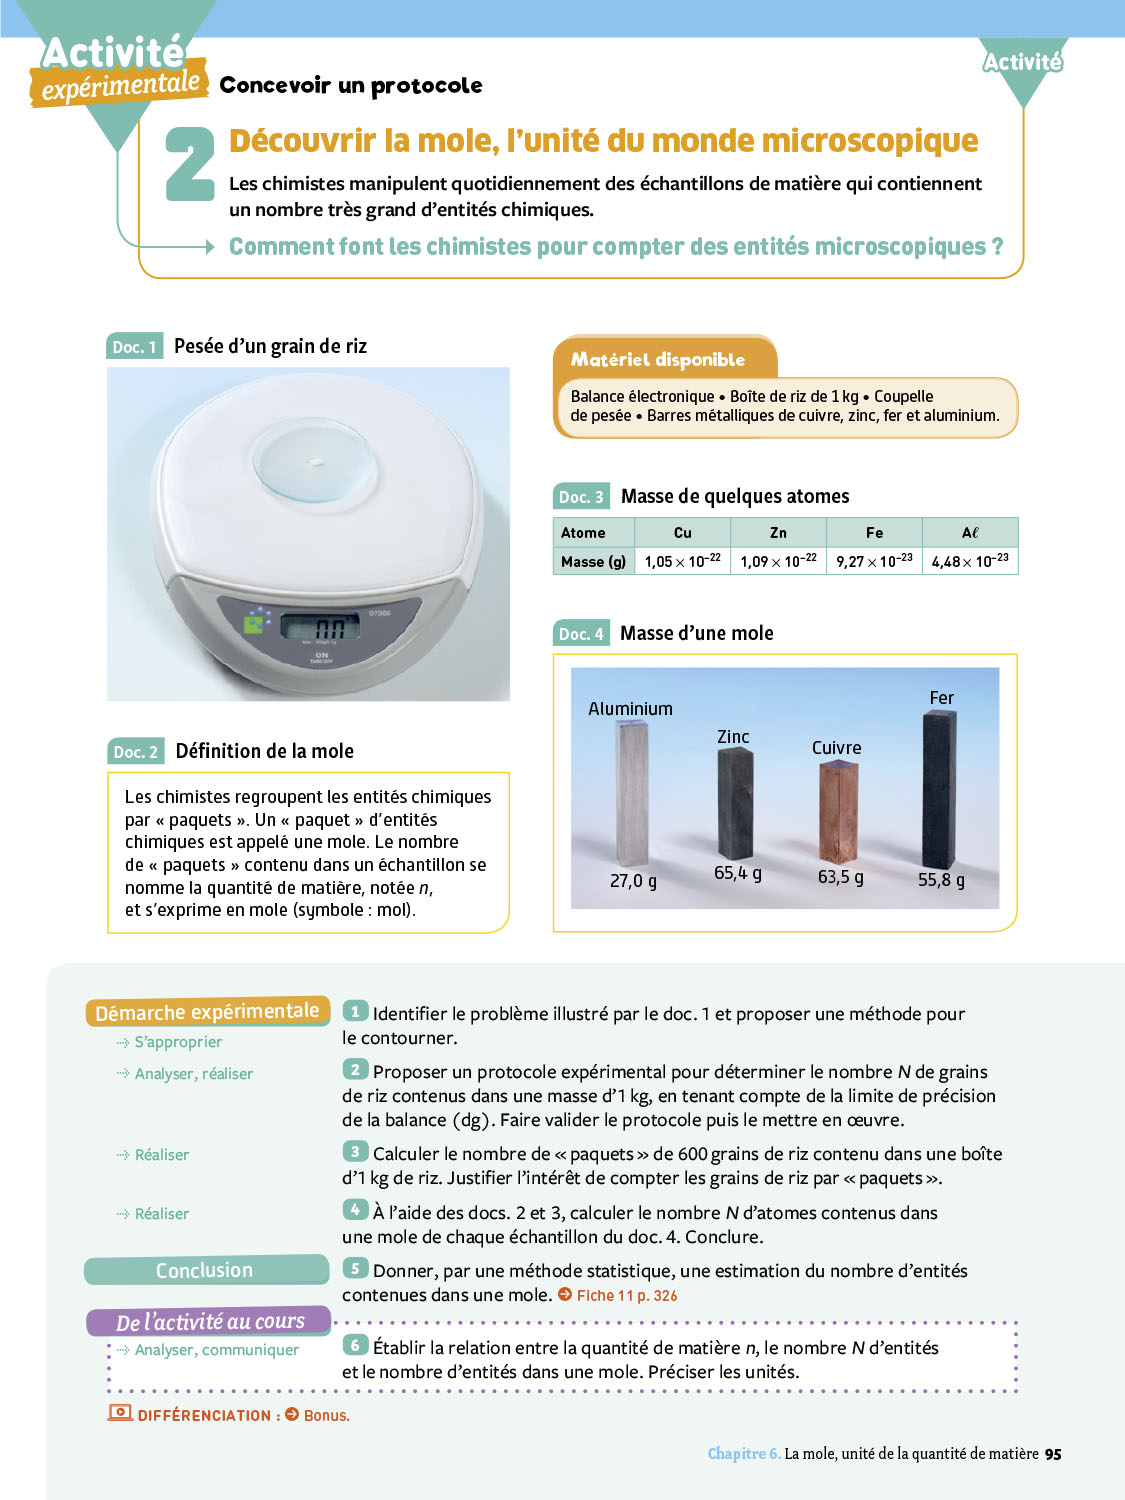 Activité
expérimentale
Concevoir un protocole
Activité
2
Découvrir la mole, l'unité du monde microscopique
Les chimistes manipulent quotidiennement des échantillons de matière qui contiennent
un nombre très grand d'entités chimiques.
Comment font les chimistes pour compter des entités microscopiques ?
Doc. 1 Pesée d'un grain de riz
07355
0.0
ON
TARE/OFF
Doc. 2 Définition de la mole
Les chimistes regroupent les entités chimiques
par « paquets ». Un « paquet » d'entités
chimiques est appelé une mole. Le nombre
de « paquets » contenu dans un échantillon se
nomme la quantité de matière, notée n,
et s'exprime en mole (symbole : mol).
Matériel disponible
Balance électronique • Boîte de riz de 1 kg • Coupelle
de pesée • Barres métalliques de cuivre, zinc, fer et aluminium.
Doc. 3 Masse de quelques atomes
Atome Cu Zn Fe Aℓ
Masse (g) 1,05 × 10⁻²² 1,09 × 10⁻²² 9,27 × 10⁻²³ 4,48 × 10⁻²³
Doc. 4 Masse d'une mole
Aluminium
Zinc
Cuivre
Fer
27,0 g
65,4 g
63,5 g
55,8 g
Démarche expérimentale
S'approprier
1 Identifier le problème illustré par le doc. 1 et proposer une méthode pour
le contourner.
Analyser, réaliser
2 Proposer un protocole expérimental pour déterminer le nombre N de grains
de riz contenus dans une masse d'1 kg, en tenant compte de la limite de précision
de la balance (dg). Faire valider le protocole puis le mettre en œuvre.
Réaliser
3 Calculer le nombre de « paquets » de 600 grains de riz contenu dans une boîte
d'1 kg de riz. Justifier l'intérêt de compter les grains de riz par « paquets ».
Réaliser
4 À l'aide des docs. 2 et 3, calculer le nombre N d'atomes contenus dans
une mole de chaque échantillon du doc. 4. Conclure.
Conclusion
5 Donner, par une méthode statistique, une estimation du nombre d'entités
contenues dans une mole. Fiche 11 p. 326
De l'activité au cours
Analyser, communiquer
6 Établir la relation entre la quantité de matière n, le nombre N d'entités
et le nombre d'entités dans une mole. Préciser les unités.
DIFFÉRENCIATION : Bonus.
Chapitre 6. La mole, unité de la quantité de matière 95